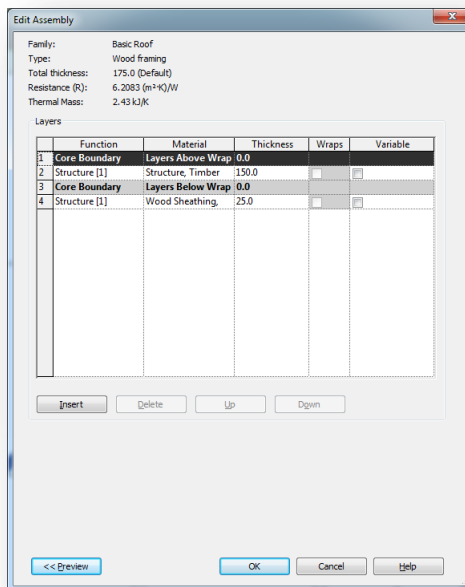 Edit Assembly
Family: Basic Roof
Type: Wood framing
Total thickness: 175.0 (Default)
Resistance (R): 6.2083 (m²·K)/W
Thermal Mass: 2.43 kJ/K
Layers
Function Material Thickness Wraps Variable
1 Core Boundary Layers Above Wrap 0.0
2 Structure [1] Structure, Timber 150.0
3 Core Boundary Layers Below Wrap 0.0
4 Structure [1] Wood Sheathing, 25.0
Insert Delete Up Down
<< Preview OK Cancel Help